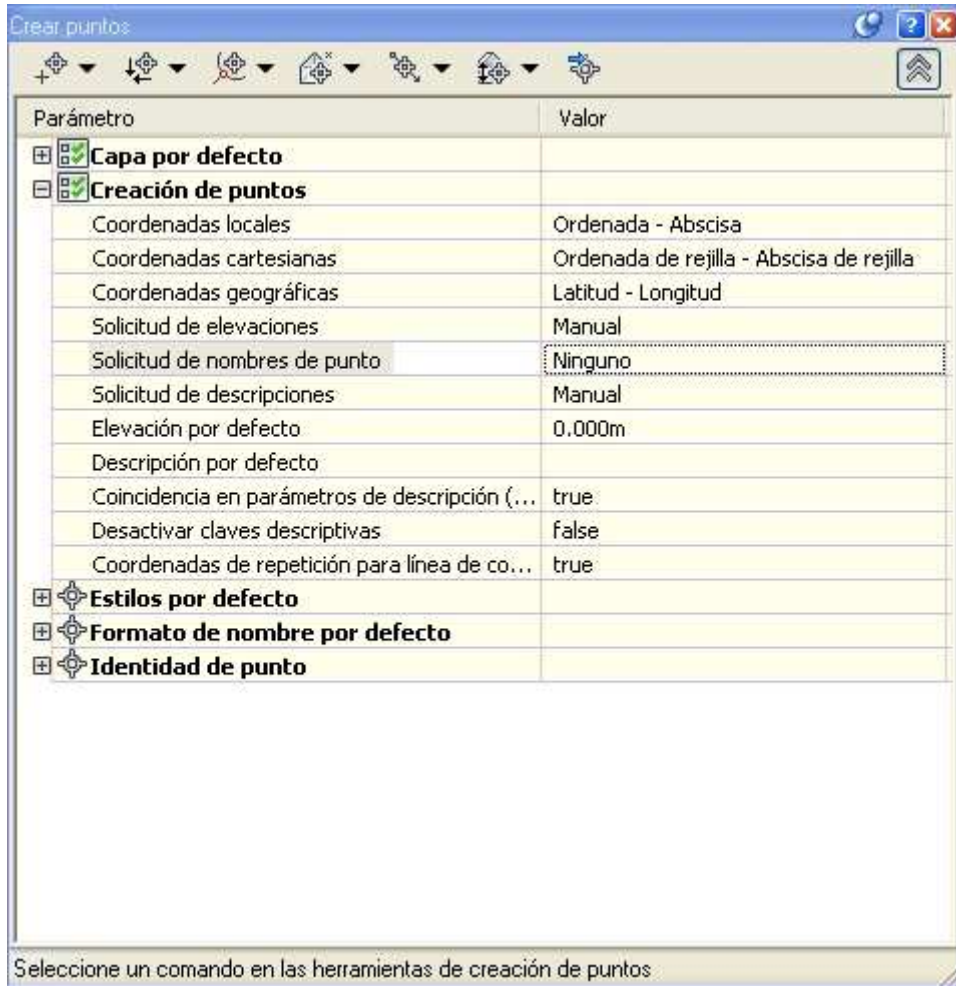 Crear puntos
Parámetro Valor
Capa por defecto
Creación de puntos
Coordenadas locales Ordenada - Abscisa
Coordenadas cartesianas Ordenada de rejilla - Abscisa de rejilla
Coordenadas geográficas Latitud - Longitud
Solicitud de elevaciones Manual
Solicitud de nombres de punto Ninguno
Solicitud de descripciones Manual
Elevación por defecto 0.000m
Descripción por defecto
Coincidencia en parámetros de descripción (... true
Desactivar claves descriptivas false
Coordenadas de repetición para línea de co... true
Estilos por defecto
Formato de nombre por defecto
Identidad de punto
Seleccione un comando en las herramientas de creación de puntos